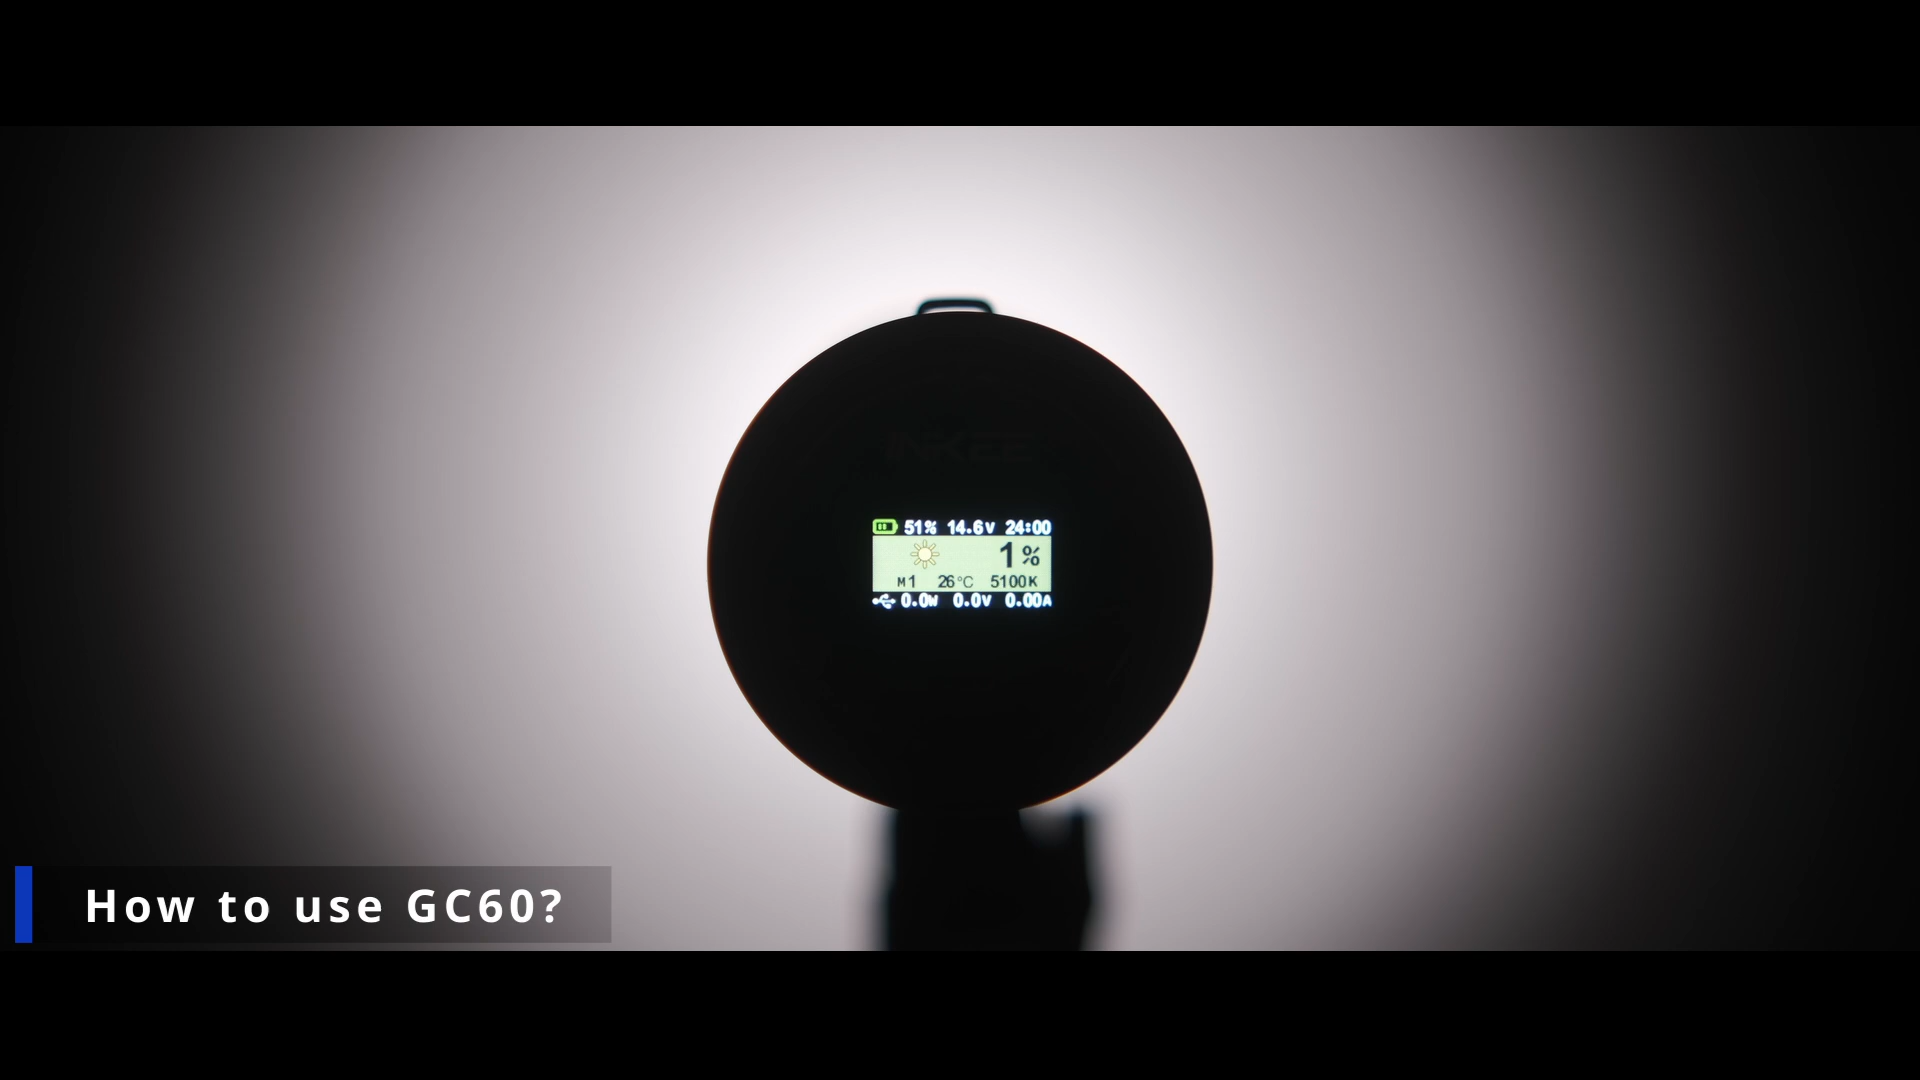 iNKEE
51% 14.6V 24:00
1%
M1 26°C 5100K
0.0W 0.0V 0.00A
How to use GC60?